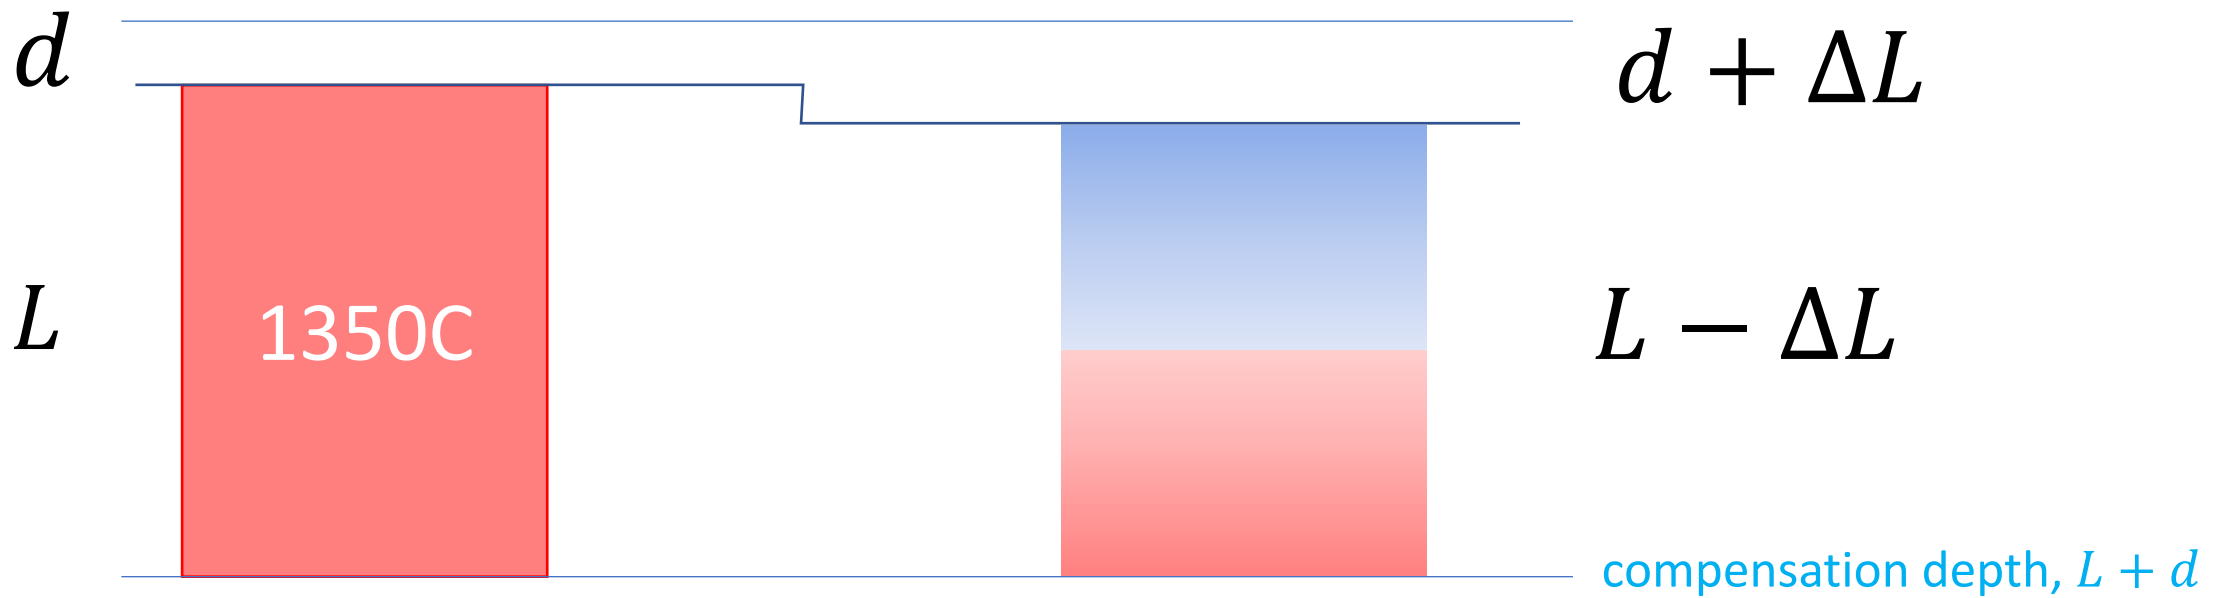 d
d + ΔL
L
1350C
L − ΔL
compensation depth, L + d